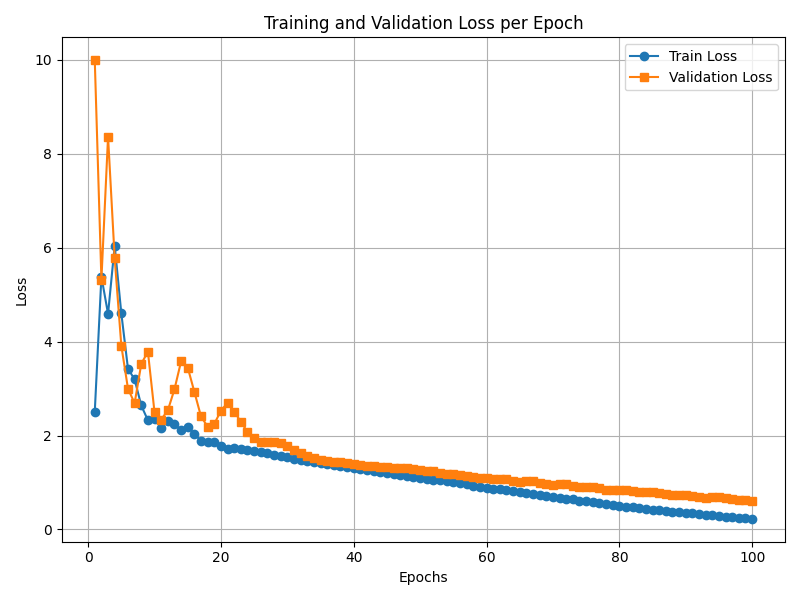 Training and Validation Loss per Epoch
Train Loss
Validation Loss
10
8
6
4
2
0
Loss
0 20 40 60 80 100
Epochs